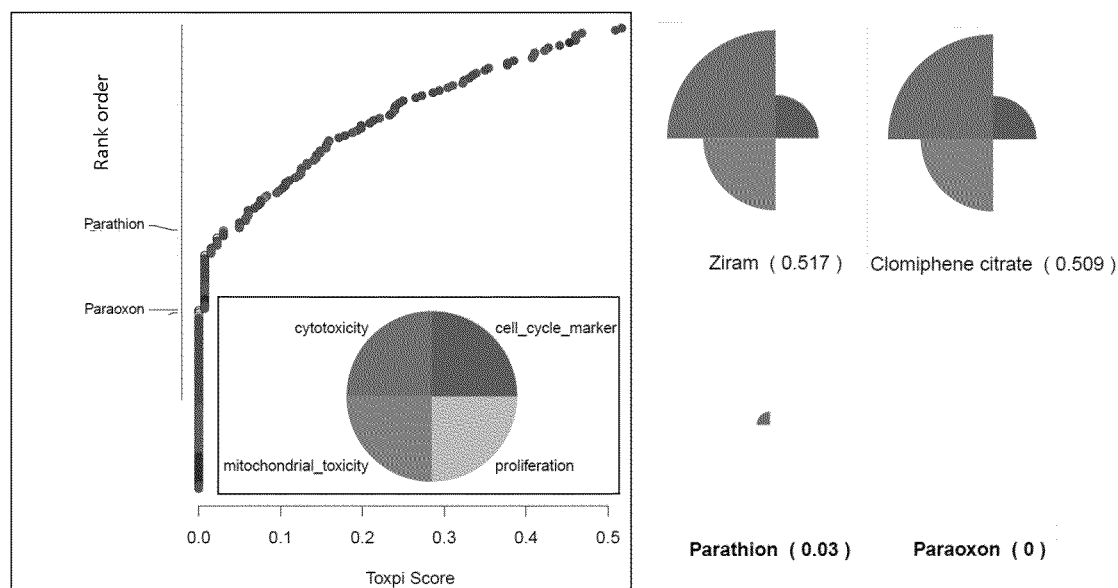 Rank order
Parathion
Paraoxon
cytotoxicity
cell_cycle_marker
mitochondrial_toxicity
proliferation
0.0 0.1 0.2 0.3 0.4 0.5
Toxpi Score
Ziram ( 0.517 )
Clomiphene citrate ( 0.509 )
Parathion ( 0.03 )
Paraoxon ( 0 )